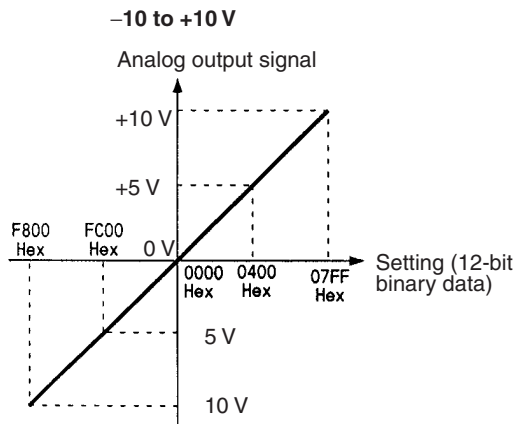 –10 to +10 V
Analog output signal
+10 V
+5 V
F800
Hex
FC00
Hex
0 V
0000
Hex
0400
Hex
07FF
Hex
Setting (12-bit
binary data)
5 V
10 V